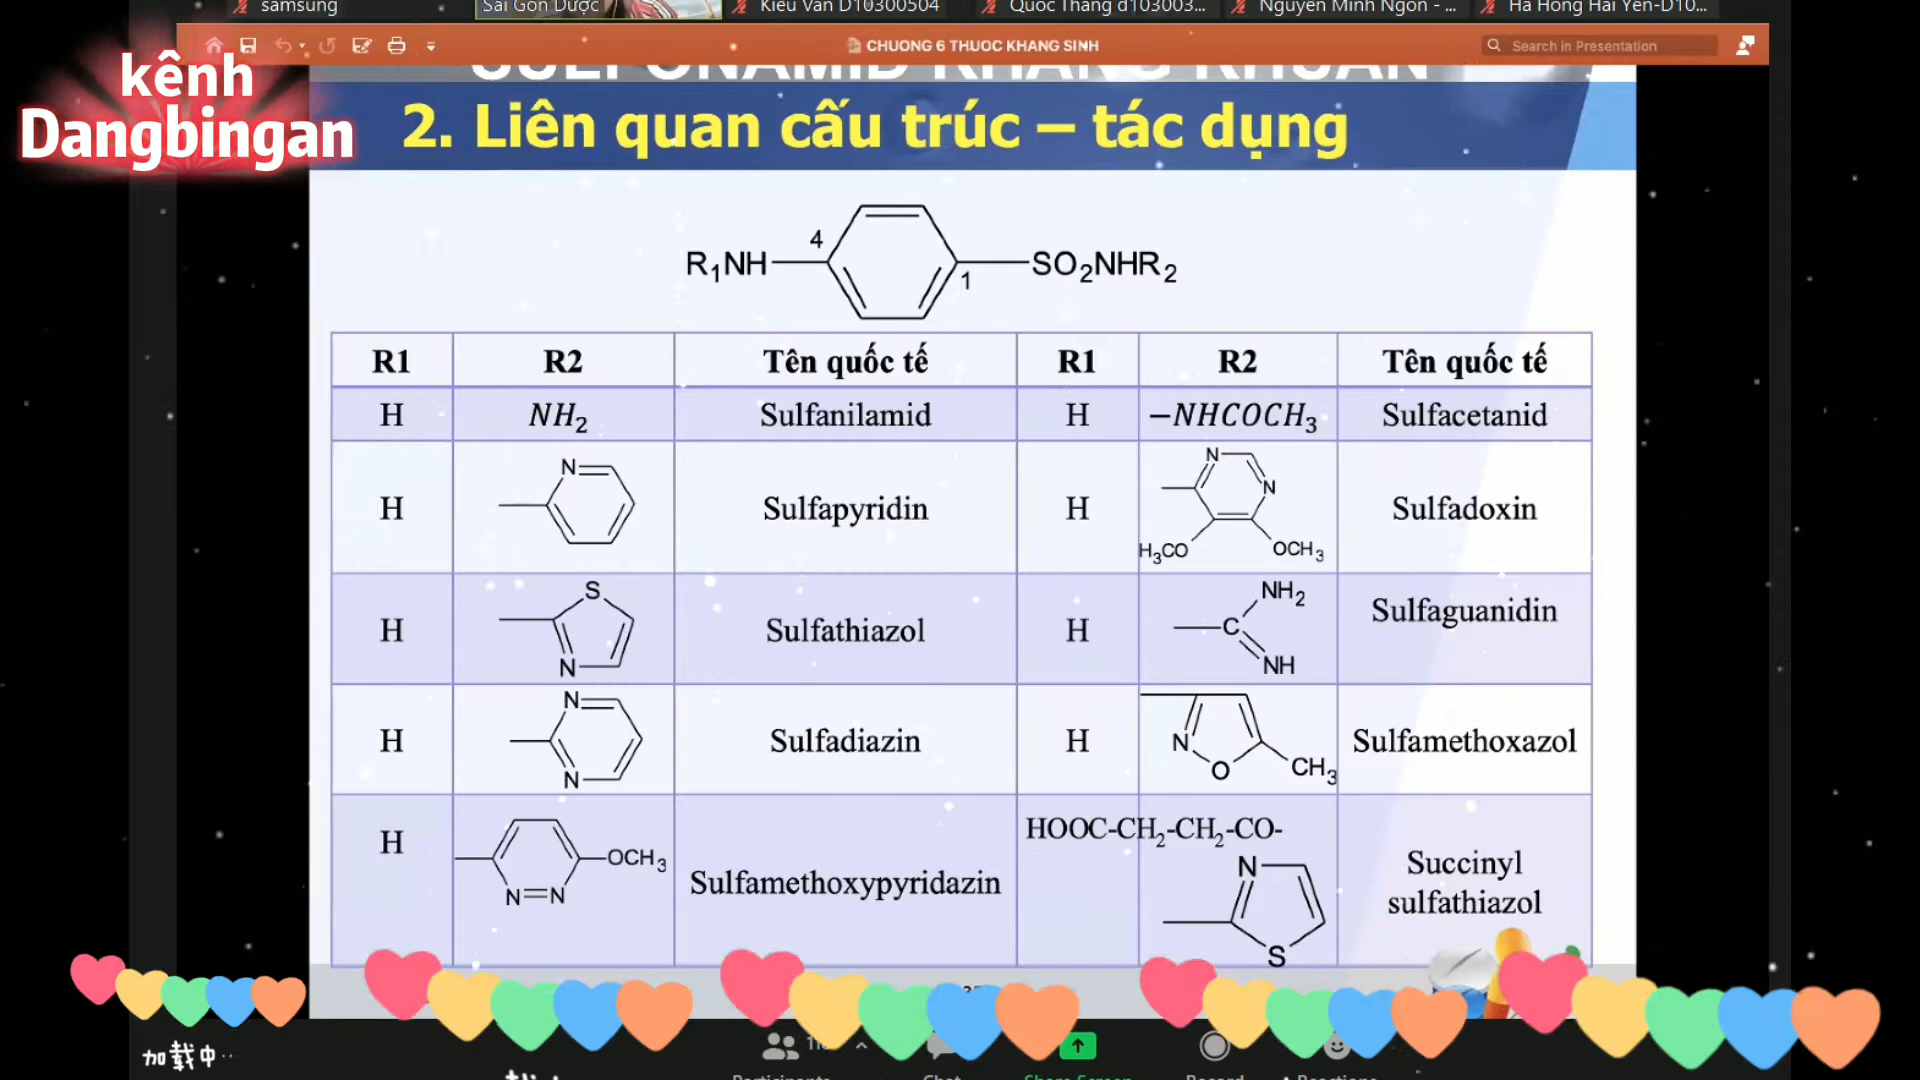 samsung
Sài Gòn Dược
Kiều Vân D10300504
Quốc Thắng d103003...
Nguyễn Minh Ngôn - ...
Hà Hồng Hải Yến-D10...
CHUONG 6 THUOC KHANG SINH
Search in Presentation
kênh
Dangbingan
SULFONAMID KHÁNG KHUẨN
2. Liên quan cấu trúc – tác dụng
R1NH 4 1 SO2NHR2
R1 R2 Tên quốc tế R1 R2 Tên quốc tế
H NH2 Sulfanilamid H –NHCOCH3 Sulfacetanid
H N Sulfapyridin H N N H3CO OCH3 Sulfadoxin
H S N Sulfathiazol H NH2 C NH Sulfaguanidin
H N N Sulfadiazin H N O CH3 Sulfamethoxazol
H N=N OCH3 Sulfamethoxypyridazin HOOC-CH2-CH2-CO- N S Succinyl sulfathiazol
加载中...
Participants
Chat
Share Screen
Record
Reactions